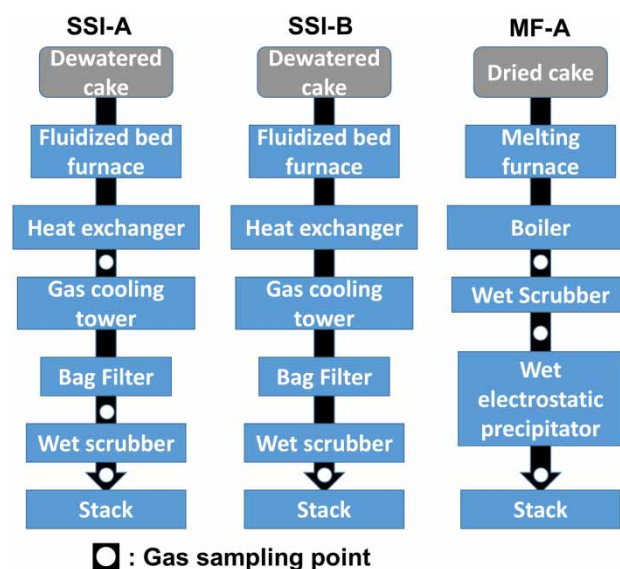 SSI-A
Dewatered
cake
Fluidized bed
furnace
Heat exchanger
Gas cooling
tower
Bag Filter
Wet scrubber
Stack
SSI-B
Dewatered
cake
Fluidized bed
furnace
Heat exchanger
Gas cooling
tower
Bag Filter
Wet scrubber
Stack
MF-A
Dried cake
Melting
furnace
Boiler
Wet Scrubber
Wet
electrostatic
precipitator
Stack
: Gas sampling point